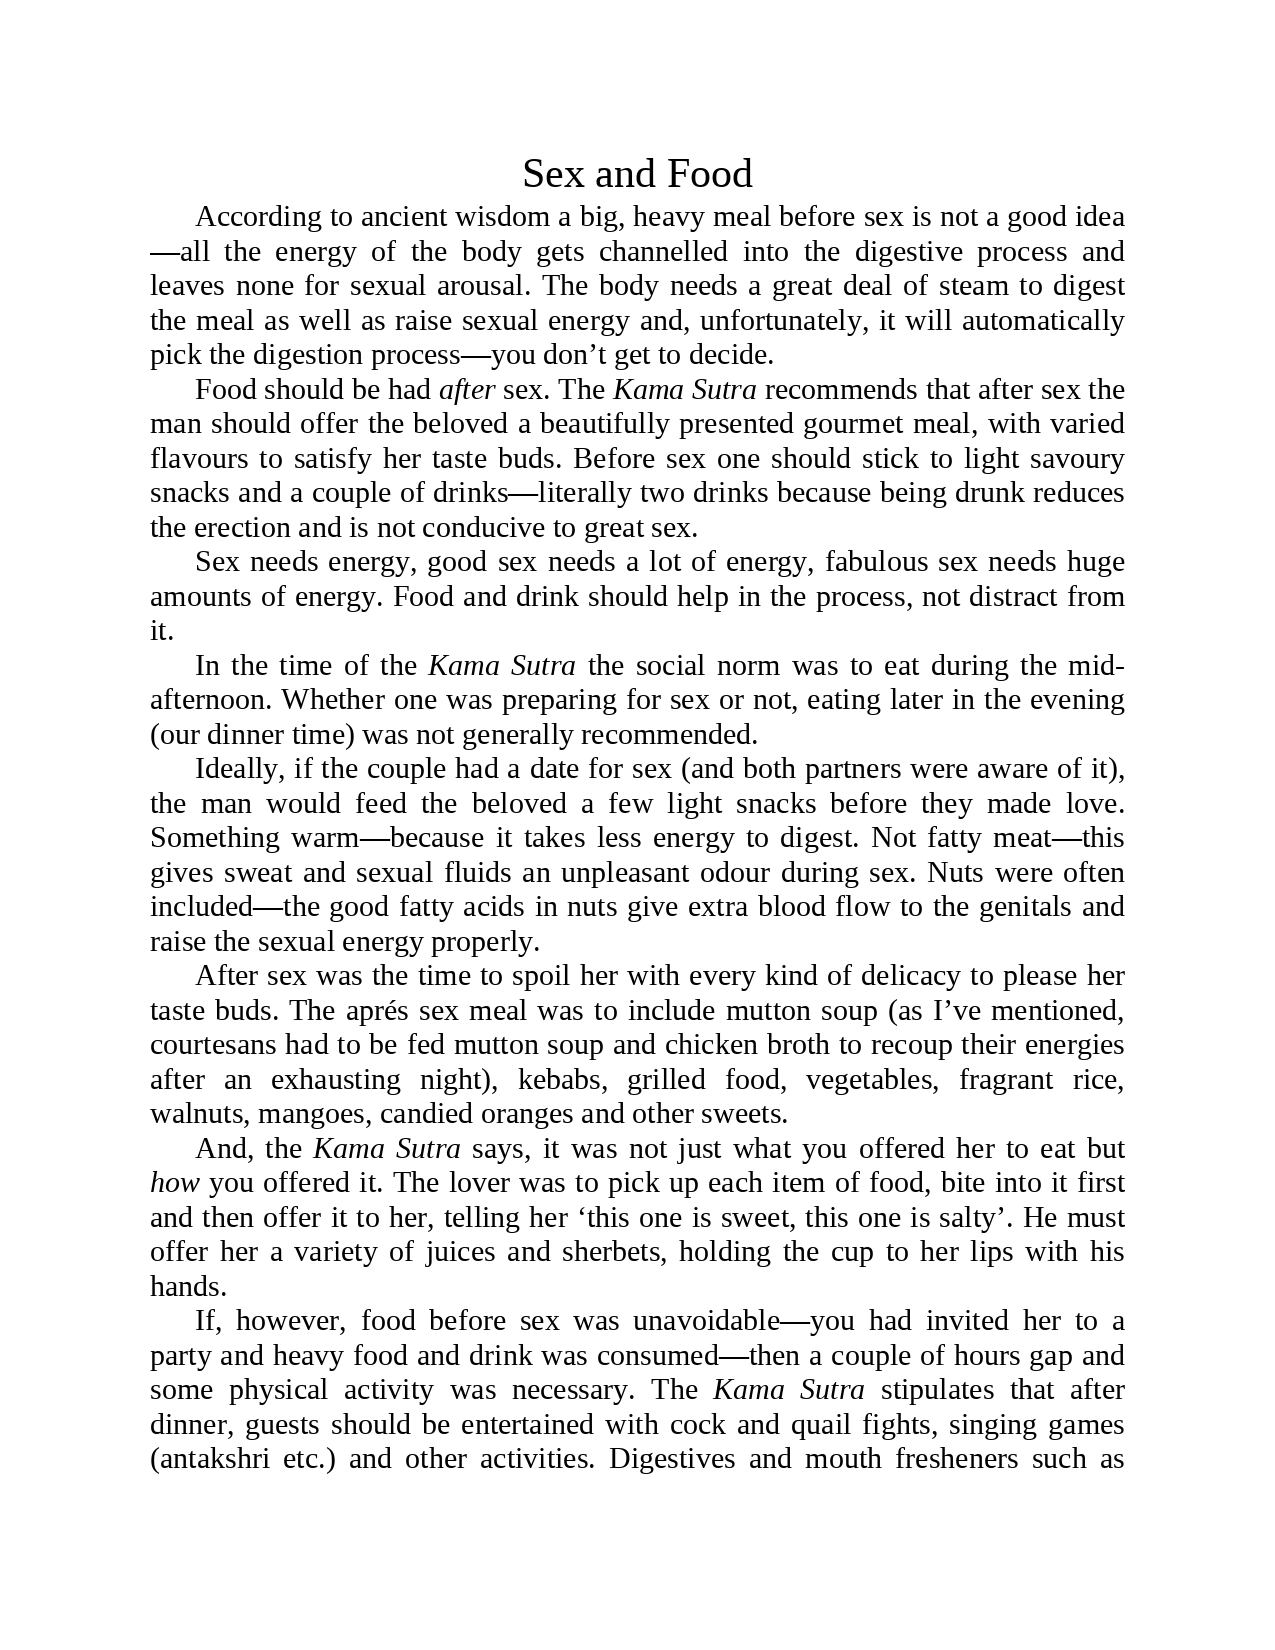 Sex and Food
According to ancient wisdom a big, heavy meal before sex is not a good idea
—all the energy of the body gets channelled into the digestive process and
leaves none for sexual arousal. The body needs a great deal of steam to digest
the meal as well as raise sexual energy and, unfortunately, it will automatically
pick the digestion process—you don’t get to decide.
Food should be had after sex. The Kama Sutra recommends that after sex the
man should offer the beloved a beautifully presented gourmet meal, with varied
flavours to satisfy her taste buds. Before sex one should stick to light savoury
snacks and a couple of drinks—literally two drinks because being drunk reduces
the erection and is not conducive to great sex.
Sex needs energy, good sex needs a lot of energy, fabulous sex needs huge
amounts of energy. Food and drink should help in the process, not distract from
it.
In the time of the Kama Sutra the social norm was to eat during the mid-
afternoon. Whether one was preparing for sex or not, eating later in the evening
(our dinner time) was not generally recommended.
Ideally, if the couple had a date for sex (and both partners were aware of it),
the man would feed the beloved a few light snacks before they made love.
Something warm—because it takes less energy to digest. Not fatty meat—this
gives sweat and sexual fluids an unpleasant odour during sex. Nuts were often
included—the good fatty acids in nuts give extra blood flow to the genitals and
raise the sexual energy properly.
After sex was the time to spoil her with every kind of delicacy to please her
taste buds. The aprés sex meal was to include mutton soup (as I’ve mentioned,
courtesans had to be fed mutton soup and chicken broth to recoup their energies
after an exhausting night), kebabs, grilled food, vegetables, fragrant rice,
walnuts, mangoes, candied oranges and other sweets.
And, the Kama Sutra says, it was not just what you offered her to eat but
how you offered it. The lover was to pick up each item of food, bite into it first
and then offer it to her, telling her ‘this one is sweet, this one is salty’. He must
offer her a variety of juices and sherbets, holding the cup to her lips with his
hands.
If, however, food before sex was unavoidable—you had invited her to a
party and heavy food and drink was consumed—then a couple of hours gap and
some physical activity was necessary. The Kama Sutra stipulates that after
dinner, guests should be entertained with cock and quail fights, singing games
(antakshri etc.) and other activities. Digestives and mouth fresheners such as